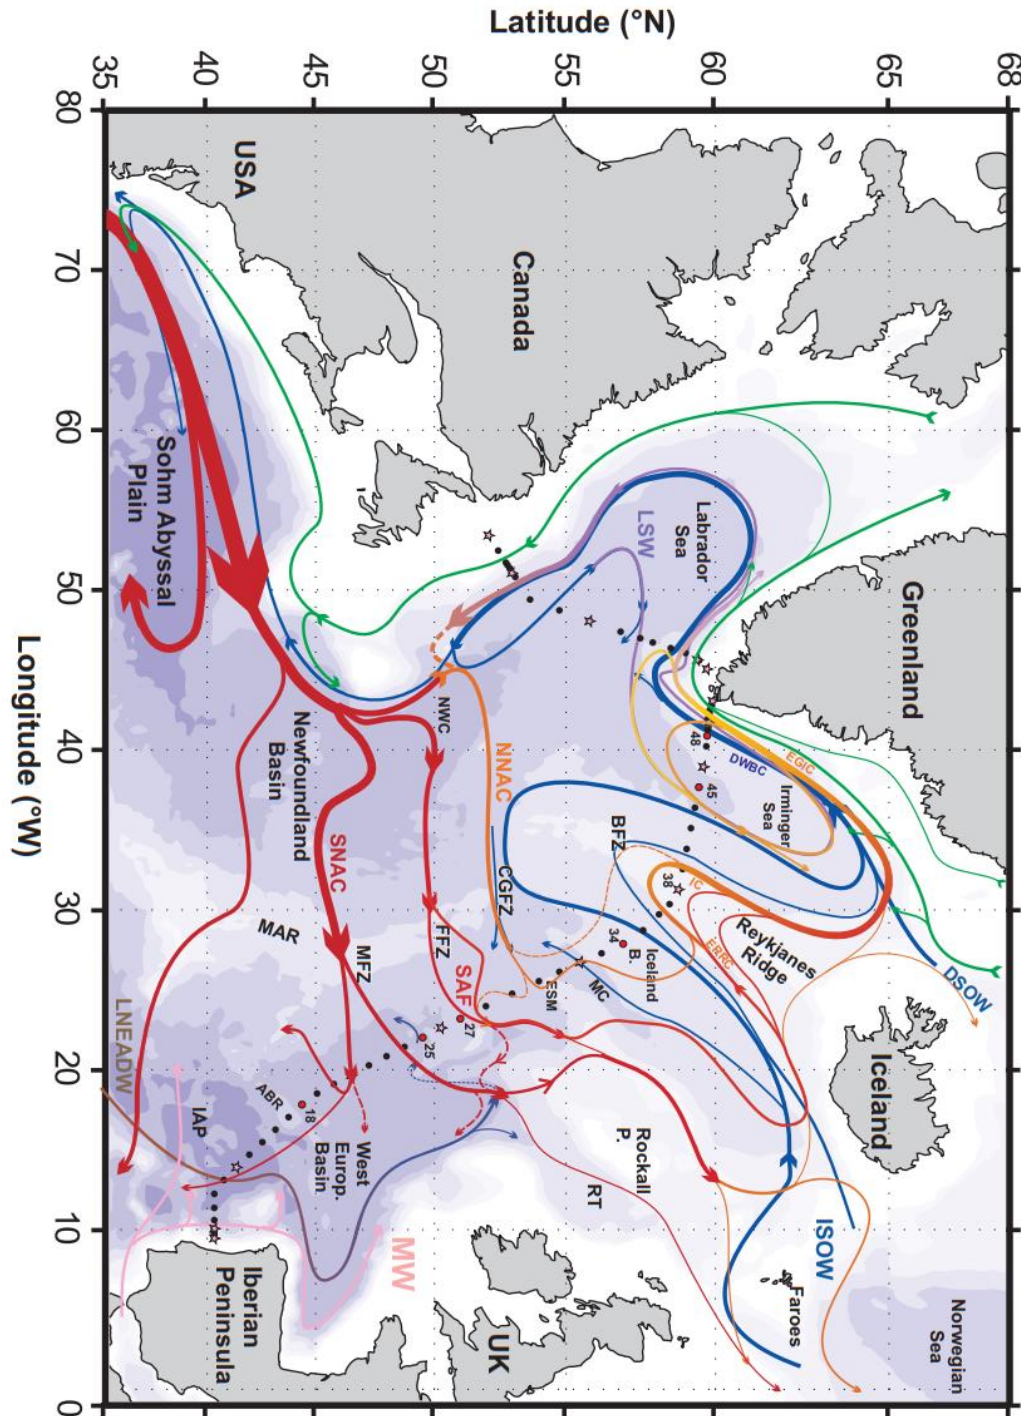 Latitude (°N)
35
40
45
50
55
60
65
68
80
70
60
50
40
30
20
10
0
Longitude (°W)
USA
Canada
Greenland
Iceland
Faroes
Norwegian
Sea
UK
Iberian
Peninsula
Sohm Abyssal
Plain
Labrador
Sea
LSW
Newfoundland
Basin
NWC
NNAC
SNAC
DWBC
EGIC
Irminger
Sea
48
45
38
34
27
25
18
BFZ
IC
CGFZ
Reykjanes
Ridge
ERRC
Iceland
B.
DSOW
MAR
MFZ
FFZ
SAF
ESM
MC
LNEADW
ABR
IAP
West
Europ.
Basin
Rockall
P.
RT
ISOW
MW